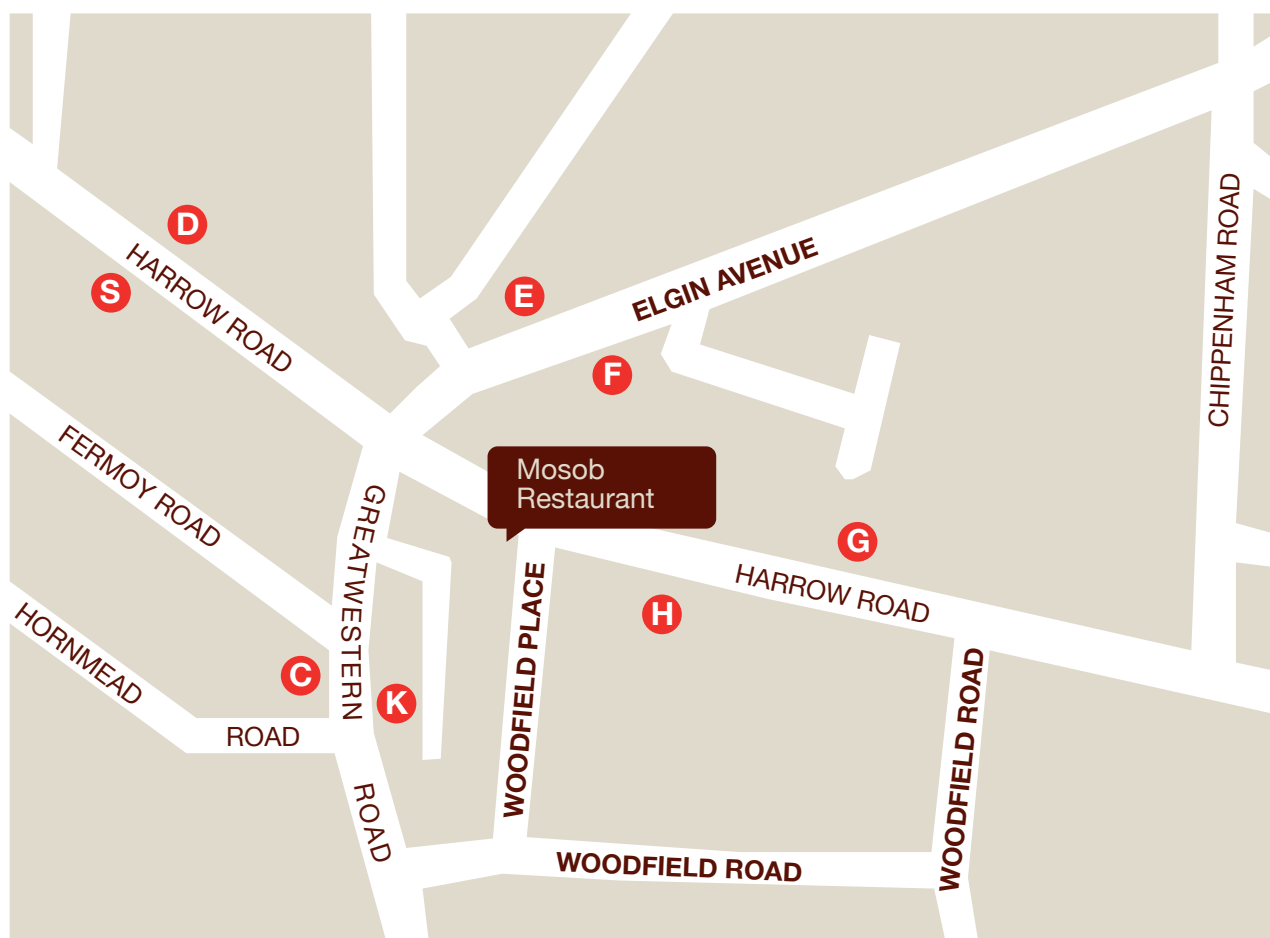 D
S
HARROW ROAD
E
ELGIN AVENUE
CHIPPENHAM ROAD
F
FERMOY ROAD
Mosob
Restaurant
GREATWESTERN
ROAD
G
HARROW ROAD
H
WOODFIELD PLACE
HORNMEAD
ROAD
C
K
WOODFIELD ROAD
WOODFIELD ROAD